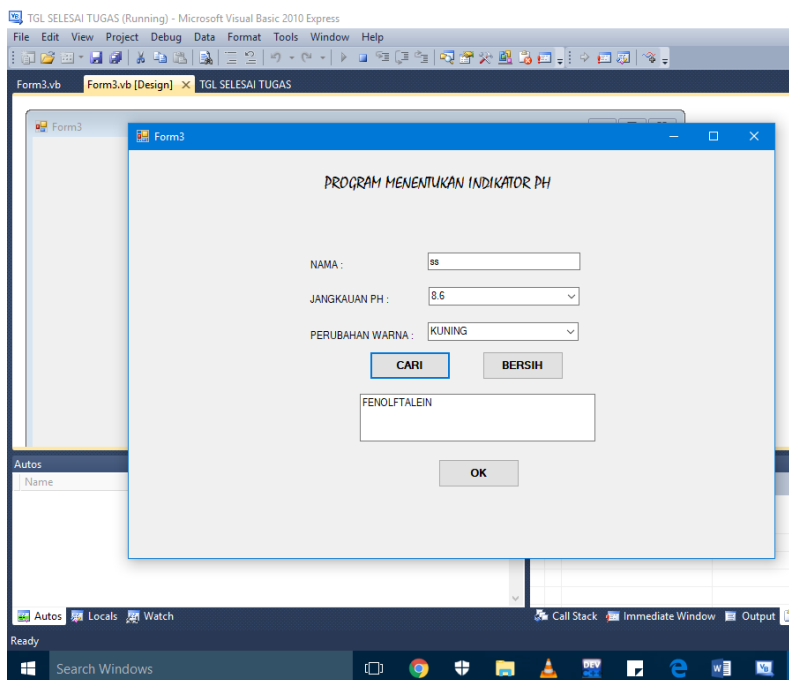 TGL SELESAI TUGAS (Running) - Microsoft Visual Basic 2010 Express
File Edit View Project Debug Data Format Tools Window Help
Form3.vb Form3.vb [Design] TGL SELESAI TUGAS
Form3
Form3
PROGRAM MENENTUKAN INDIKATOR PH
NAMA : ss
JANGKAUAN PH : 8.6
PERUBAHAN WARNA : KUNING
CARI BERSIH
FENOLFTALEIN
OK
Autos
Name
Autos Locals Watch Call Stack Immediate Window Output
Ready
Search Windows DEV W VB